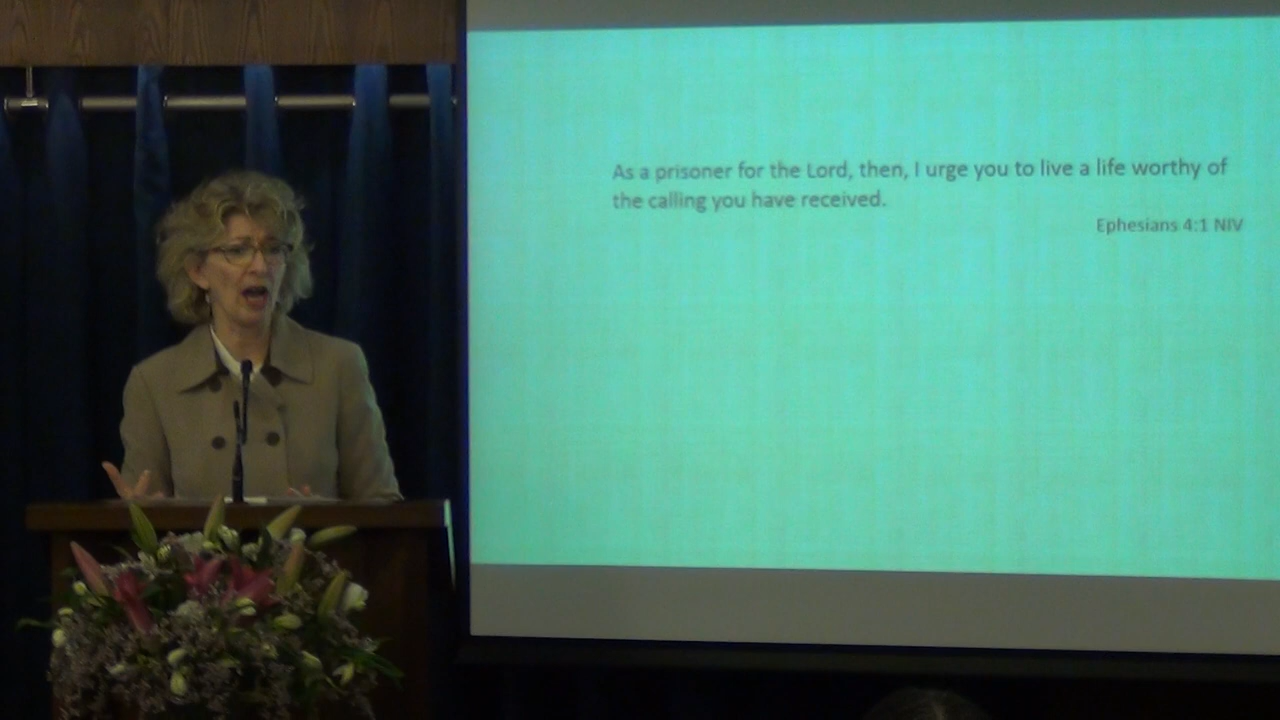 As a prisoner for the Lord, then, I urge you to live a life worthy of
the calling you have received.
Ephesians 4:1 NIV